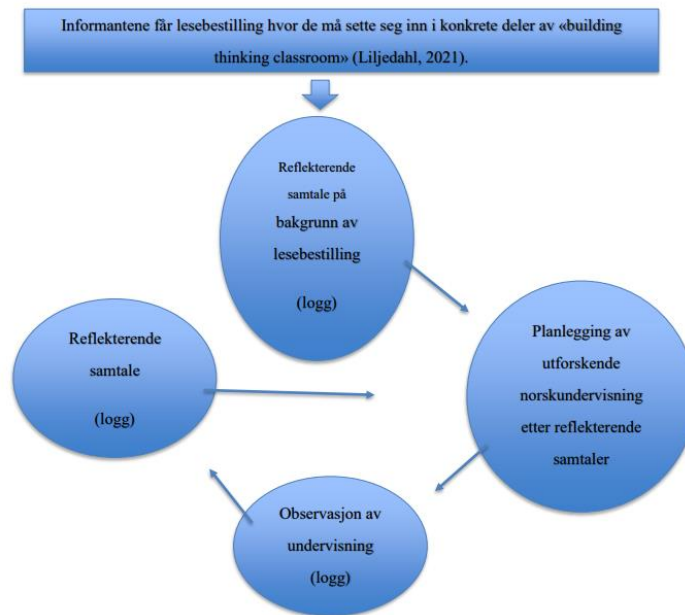 Informantene får lesebestilling hvor de må sette seg inn i konkrete deler av «building
thinking classroom» (Liljedahl, 2021).
Reflekterende
samtale på
bakgrunn av
lesebestilling
(logg)
Reflekterende
samtale
(logg)
Planlegging av
utforskende
norskundervisning
etter reflekterende
samtaler
Observasjon av
undervisning
(logg)